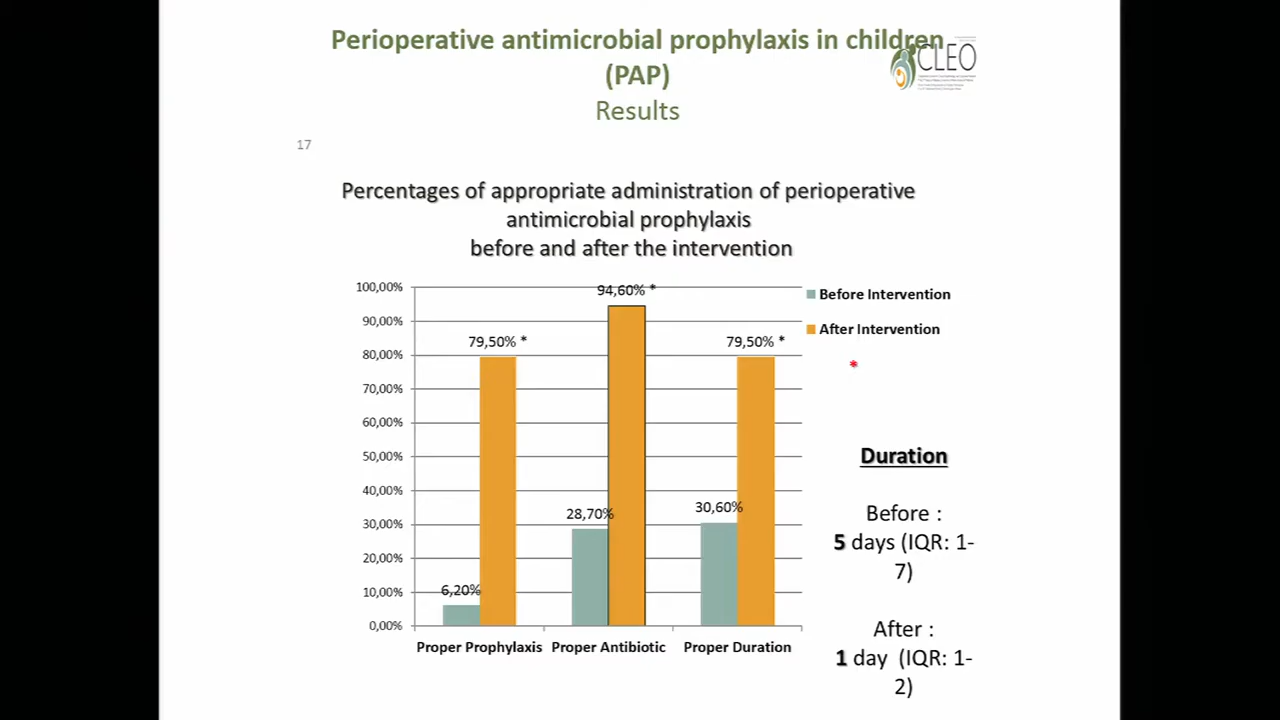 Perioperative antimicrobial prophylaxis in children
(PAP)
Results
CLEO
17
Percentages of appropriate administration of perioperative
antimicrobial prophylaxis
before and after the intervention
100,00%
90,00%
80,00%
70,00%
60,00%
50,00%
40,00%
30,00%
20,00%
10,00%
0,00%
6,20%
79,50% *
28,70%
94,60% *
30,60%
79,50% *
Proper Prophylaxis
Proper Antibiotic
Proper Duration
Before Intervention
After Intervention
*
Duration
Before :
5 days (IQR: 1-
7)
After :
1 day (IQR: 1-
2)